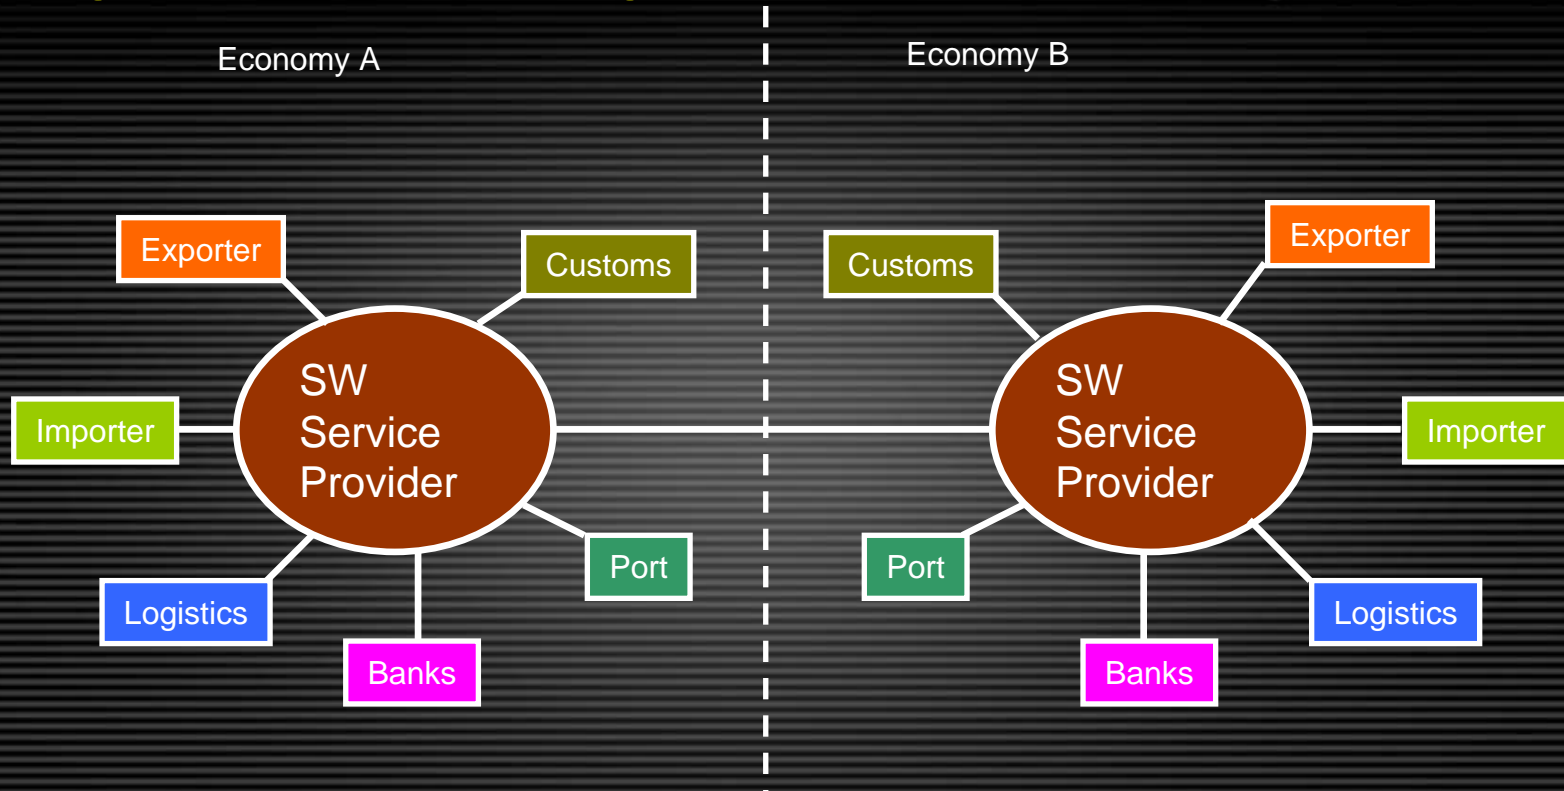 Economy A
Economy B
Exporter
Customs
Customs
Exporter
SW
Service
Provider
SW
Service
Provider
Importer
Importer
Port
Port
Logistics
Logistics
Banks
Banks